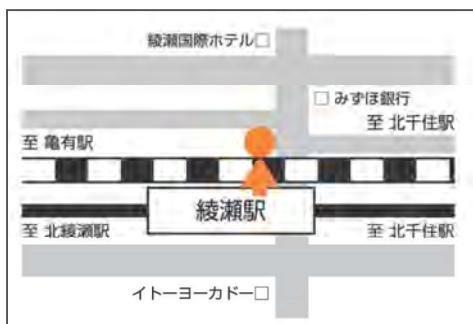 綾瀬国際ホテル□
□ みずほ銀行
至 北千住駅
至 亀有駅
綾瀬駅
至 北綾瀬駅
至 北千住駅
イトーヨーカドー□